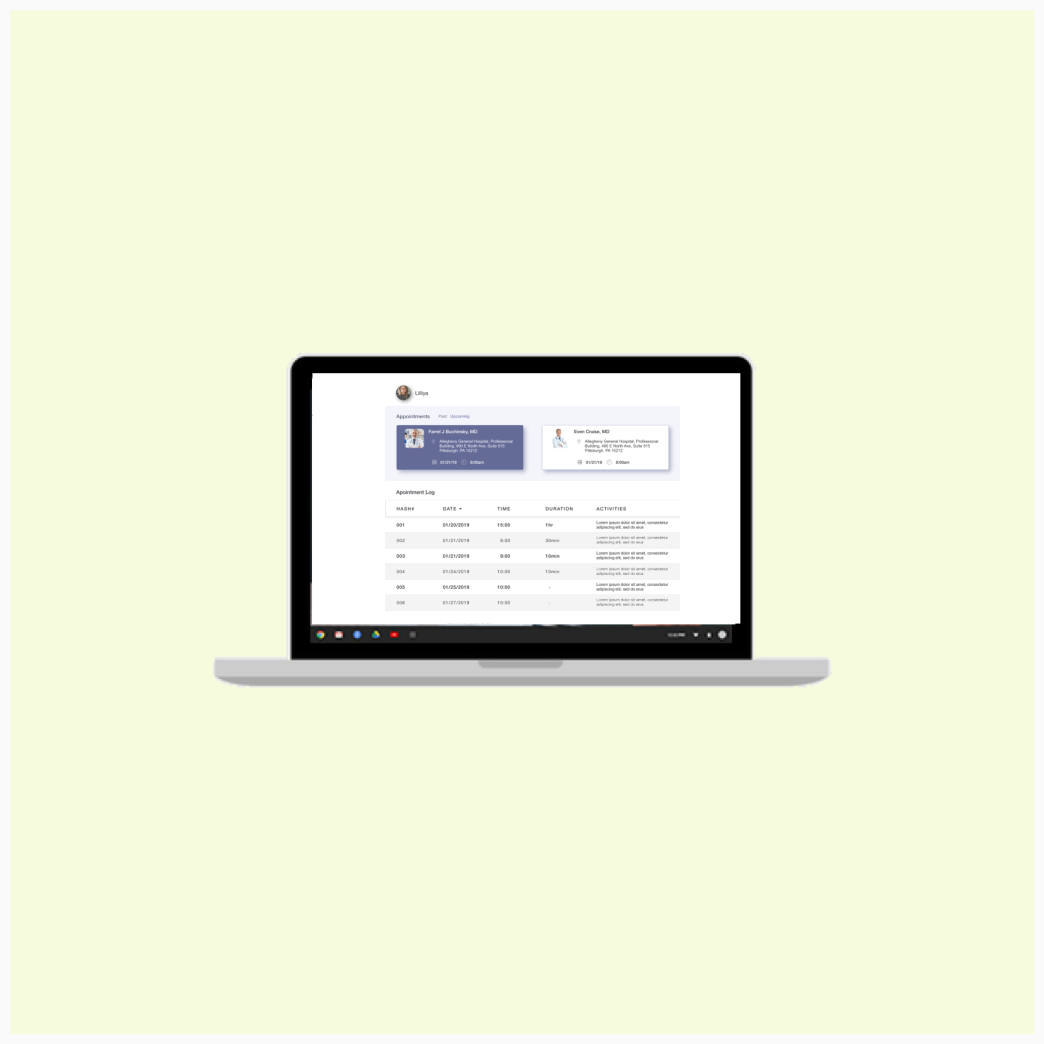 Lilliya
Appointments Past Upcoming
Farrel J Buchinsky, MD
Allegheny General Hospital, Professional
Building, 490 E North Ave, Suite 515
Pittsburgh, PA 15212
01/21/19 8:00am
Even Cruise, MD
Allegheny General Hospital, Professional
Building, 490 E North Ave, Suite 515
Pittsburgh, PA 15212
01/21/19 8:00am
Apointment Log
HASH# DATE TIME DURATION ACTIVITIES
001 01/20/2019 15:00 1hr Lorem ipsum dolor sit amet, consectetur
adipiscing elit, sed do eius
002 01/21/2019 8:00 30min Lorem ipsum dolor sit amet, consectetur
adipiscing elit, sed do eius
003 01/21/2019 9:00 10min Lorem ipsum dolor sit amet, consectetur
adipiscing elit, sed do eius
004 01/24/2019 10:00 15min Lorem ipsum dolor sit amet, consectetur
adipiscing elit, sed do eius
005 01/25/2019 10:00 - Lorem ipsum dolor sit amet, consectetur
adipiscing elit, sed do eius
006 01/27/2019 10:00 - Lorem ipsum dolor sit amet, consectetur
adipiscing elit, sed do eius